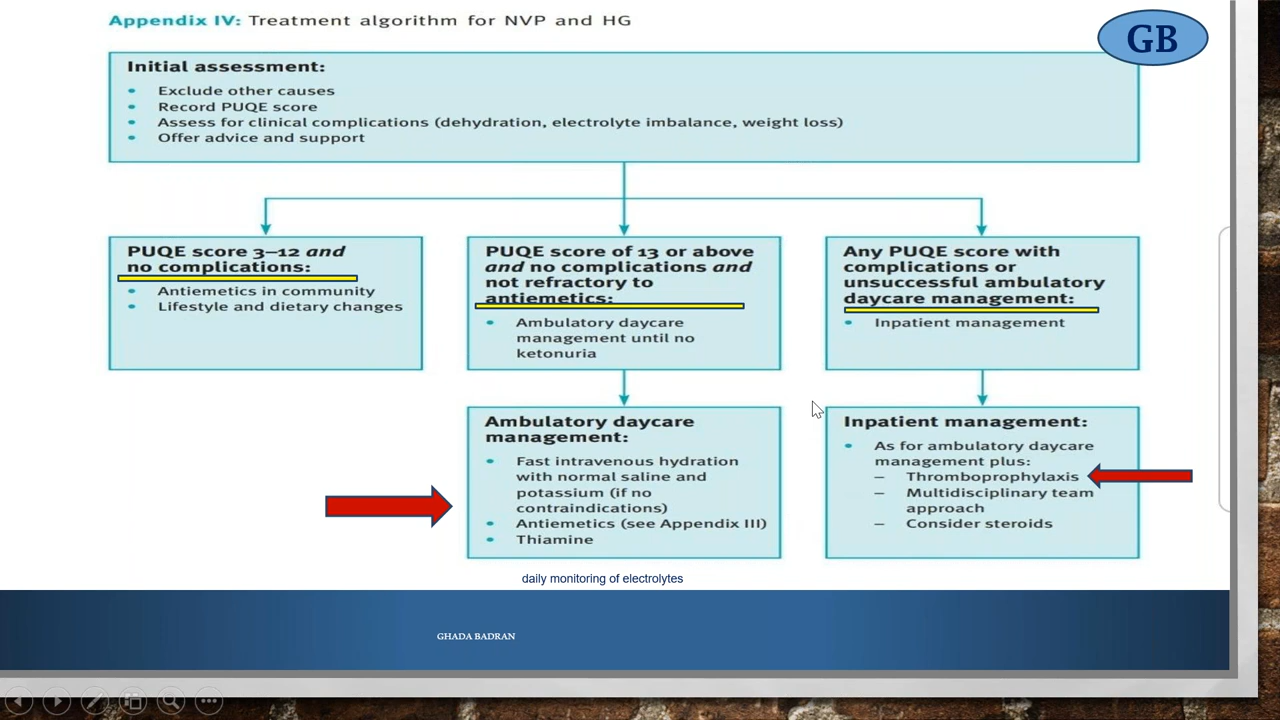 Appendix IV: Treatment algorithm for NVP and HG
GB
Initial assessment:
• Exclude other causes
• Record PUQE score
• Assess for clinical complications (dehydration, electrolyte imbalance, weight loss)
• Offer advice and support
PUQE score 3–12 and
no complications:
• Antiemetics in community
• Lifestyle and dietary changes
PUQE score of 13 or above
and no complications and
not refractory to
antiemetics:
• Ambulatory daycare
management until no
ketonuria
Any PUQE score with
complications or
unsuccessful ambulatory
daycare management:
• Inpatient management
Ambulatory daycare
management:
• Fast intravenous hydration
with normal saline and
potassium (if no
contraindications)
• Antiemetics (see Appendix III)
• Thiamine
Inpatient management:
• As for ambulatory daycare
management plus:
– Thromboprophylaxis
– Multidisciplinary team
approach
– Consider steroids
daily monitoring of electrolytes
GHADA BADRAN